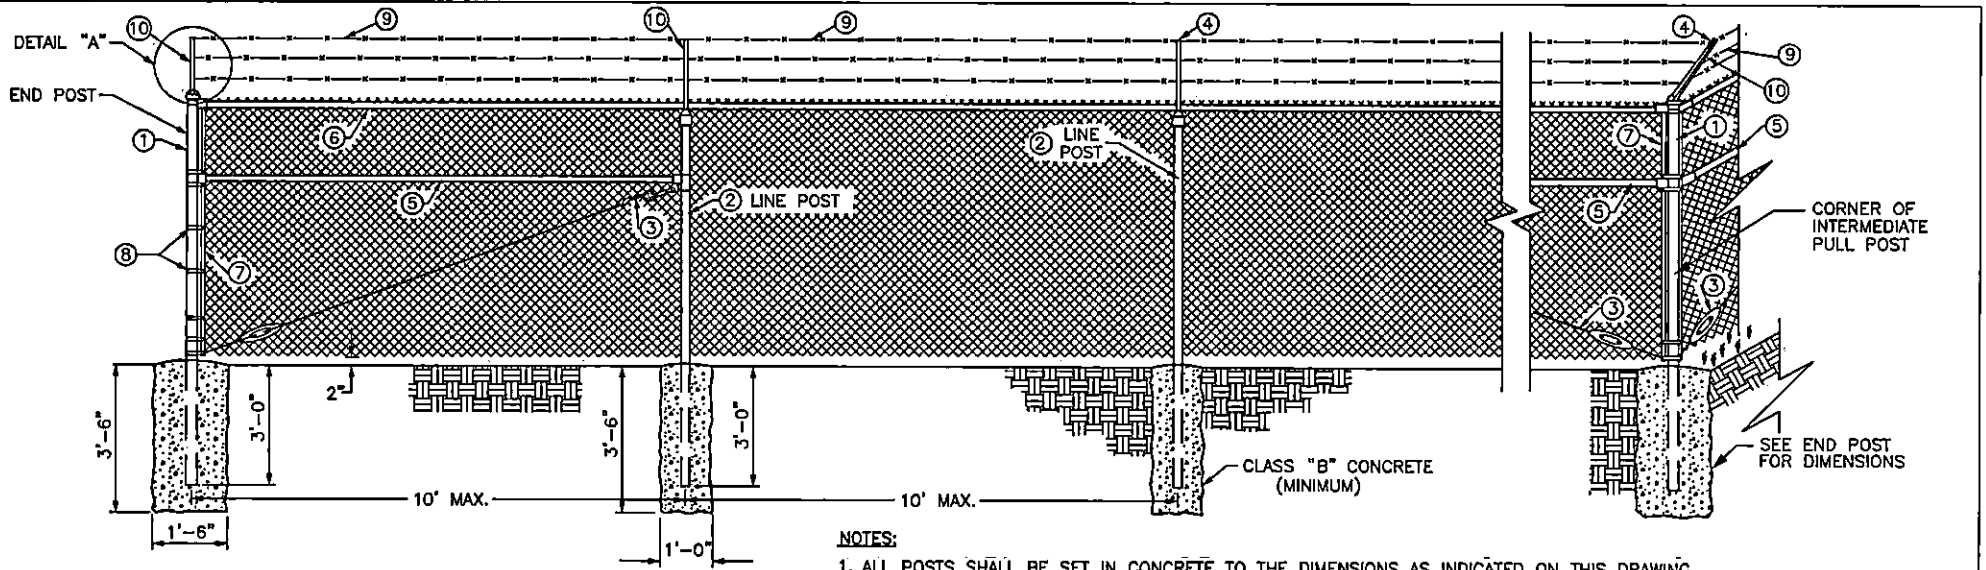 DETAIL "A"
10
9
10
9
4
4
9
10
END POST
1
6
2 LINE POST
7
1
5
5
3
2 LINE POST
5
CORNER OF INTERMEDIATE PULL POST
8
7
3
3
2"
3'-6"
3'-0"
3'-6"
3'-0"
10' MAX.
10' MAX.
CLASS "B" CONCRETE
(MINIMUM)
SEE END POST
FOR DIMENSIONS
1'-6"
1'-0"
NOTES:
1. ALL POSTS SHALL BE SET IN CONCRETE TO THE DIMENSIONS AS INDICATED ON THIS DRAWING